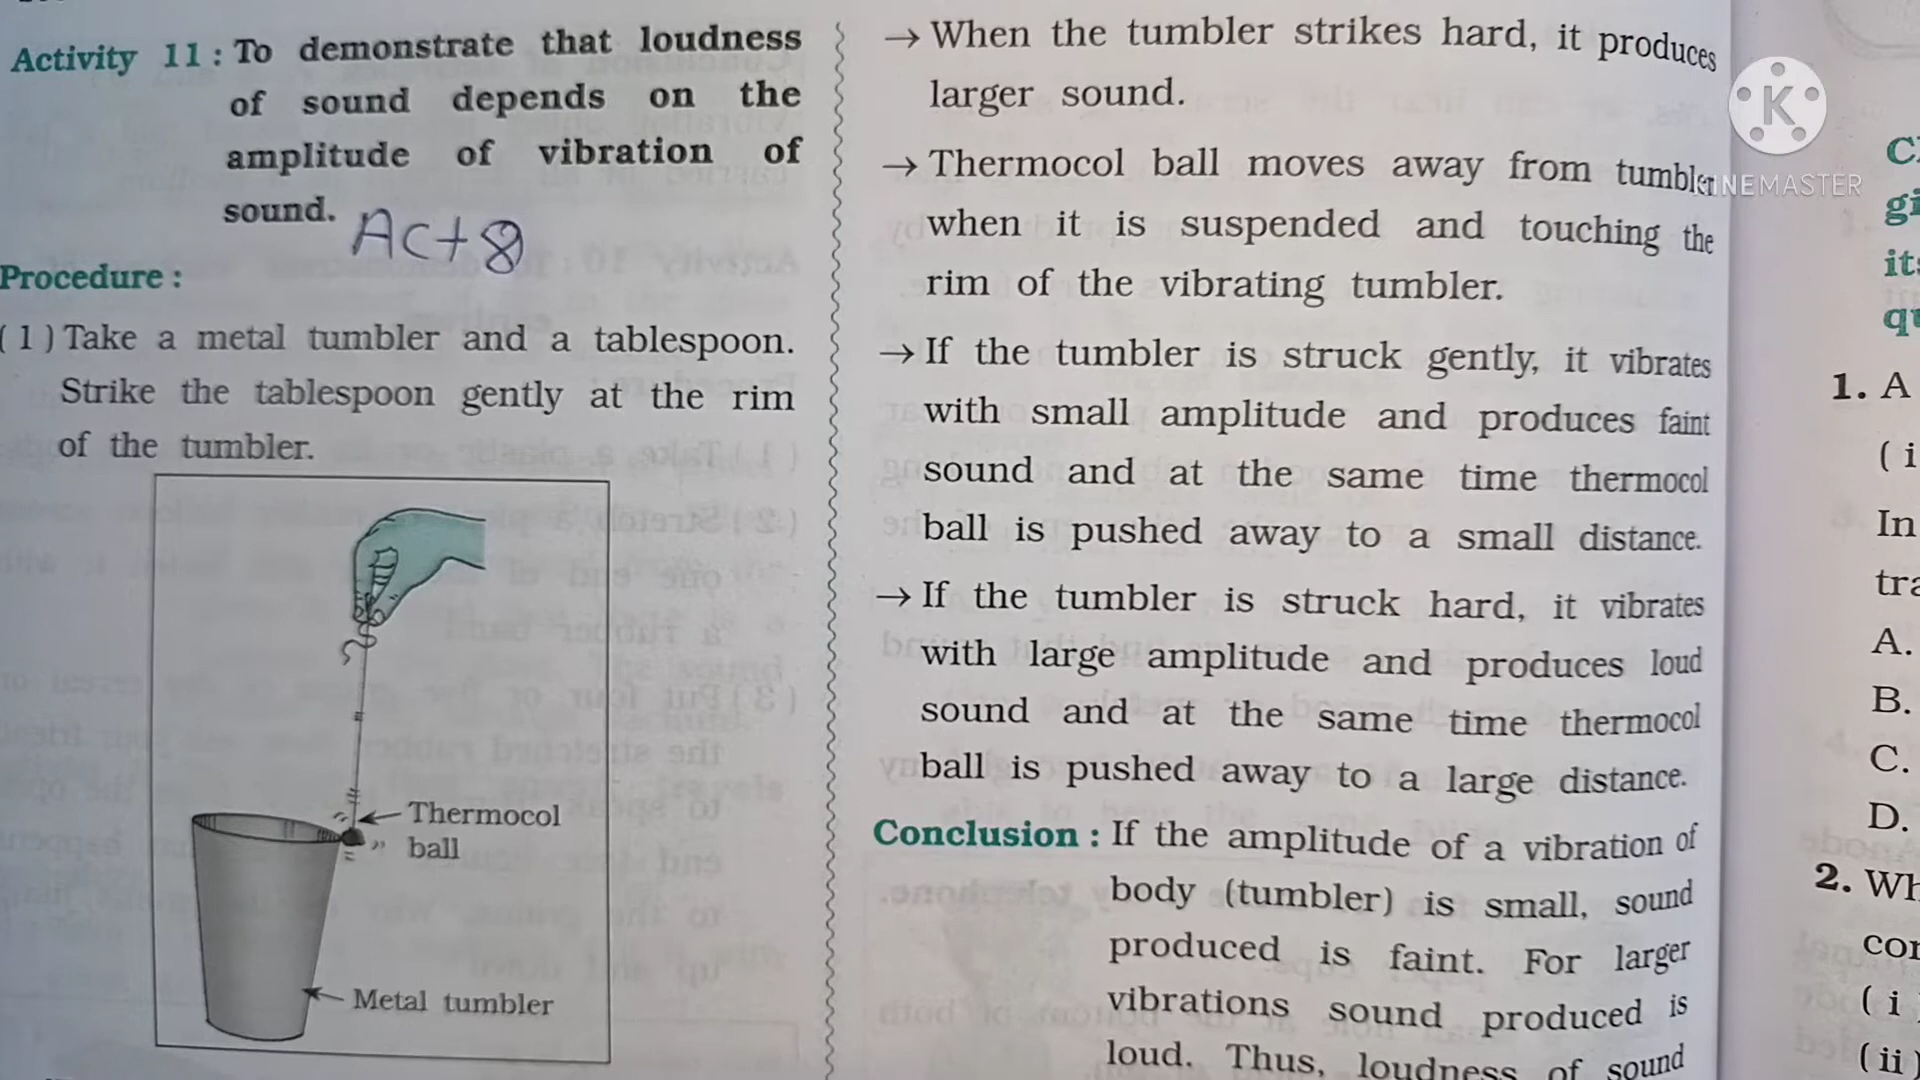 Activity 11 : To demonstrate that loudness
of sound depends on the
amplitude of vibration of
sound.
Act 8
Procedure :
( 1 ) Take a metal tumbler and a tablespoon.
Strike the tablespoon gently at the rim
of the tumbler.
Thermocol
ball
Metal tumbler
→ When the tumbler strikes hard, it produces
larger sound.
→ Thermocol ball moves away from tumbler
when it is suspended and touching the
rim of the vibrating tumbler.
→ If the tumbler is struck gently, it vibrates
with small amplitude and produces faint
sound and at the same time thermocol
ball is pushed away to a small distance.
→ If the tumbler is struck hard, it vibrates
with large amplitude and produces loud
sound and at the same time thermocol
ball is pushed away to a large distance.
Conclusion : If the amplitude of a vibration of
body (tumbler) is small, sound
produced is faint. For larger
vibrations sound produced is
loud. Thus, loudness of sound
K
NEMASTER
1. A
( i
In
A.
B.
C.
D.
2.
( i
( ii )